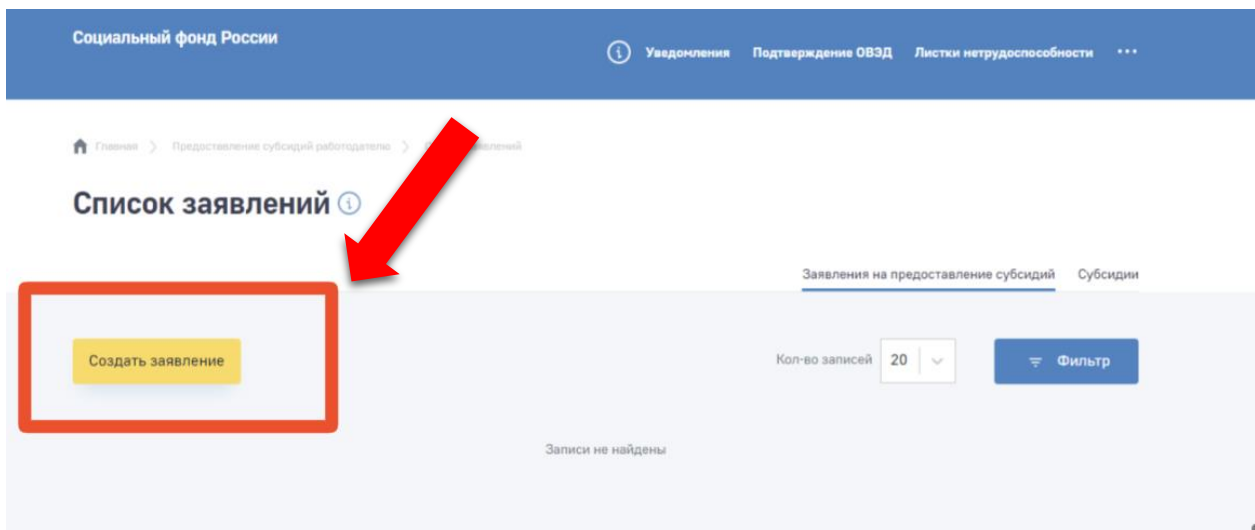 Социальный фонд России
Уведомления Подтверждение ОВЭД Листки нетрудоспособности ...
Главная > Предоставление субсидий работодателю >
Список заявлений
Заявления на предоставление субсидий Субсидии
Создать заявление
Кол-во записей 20
Фильтр
Записи не найдены